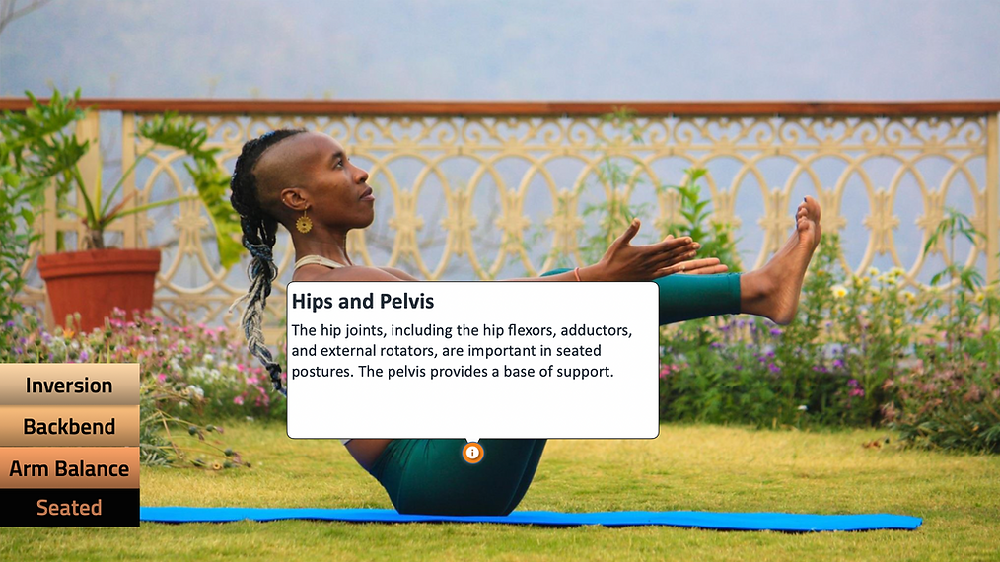 Hips and Pelvis
The hip joints, including the hip flexors, adductors,
and external rotators, are important in seated
postures. The pelvis provides a base of support.
i
Inversion
Backbend
Arm Balance
Seated